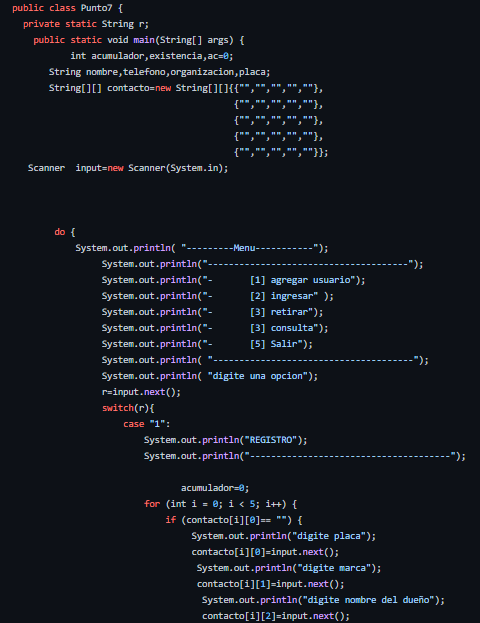 public class Punto7 {
private static String r;
public static void main(String[] args) {
int acumulador,existencia,ac=0;
String nombre,telefono,organizacion,placa;
String[][] contacto=new String[][]{{"","","","",""},
{"","","","",""},
{"","","","",""},
{"","","","",""},
{"","","","",""}};
Scanner  input=new Scanner(System.in);
do {
System.out.println( "---------Menu-----------");
System.out.println("--------------------------------------");
System.out.println("-       [1] agregar usuario");
System.out.println("-       [2] ingresar" );
System.out.println("-       [3] retirar");
System.out.println("-       [3] consulta");
System.out.println("-       [5] Salir");
System.out.println( "--------------------------------------");
System.out.println( "digite una opcion");
r=input.next();
switch(r){
case "1":
System.out.println("REGISTRO");
System.out.println("--------------------------------------");
acumulador=0;
for (int i = 0; i < 5; i++) {
if (contacto[i][0]== "") {
System.out.println("digite placa");
contacto[i][0]=input.next();
System.out.println("digite marca");
contacto[i][1]=input.next();
System.out.println("digite nombre del dueño");
contacto[i][2]=input.next();